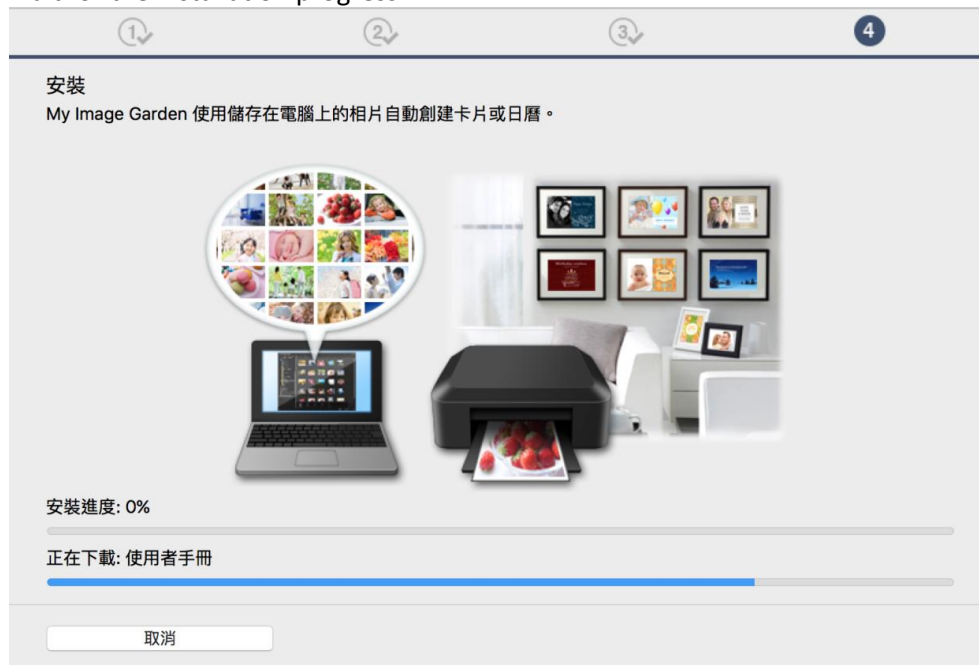 1 2 3 4
安裝
My Image Garden 使用儲存在電腦上的相片自動創建卡片或日曆。
安裝進度: 0%
正在下載: 使用者手冊
取消